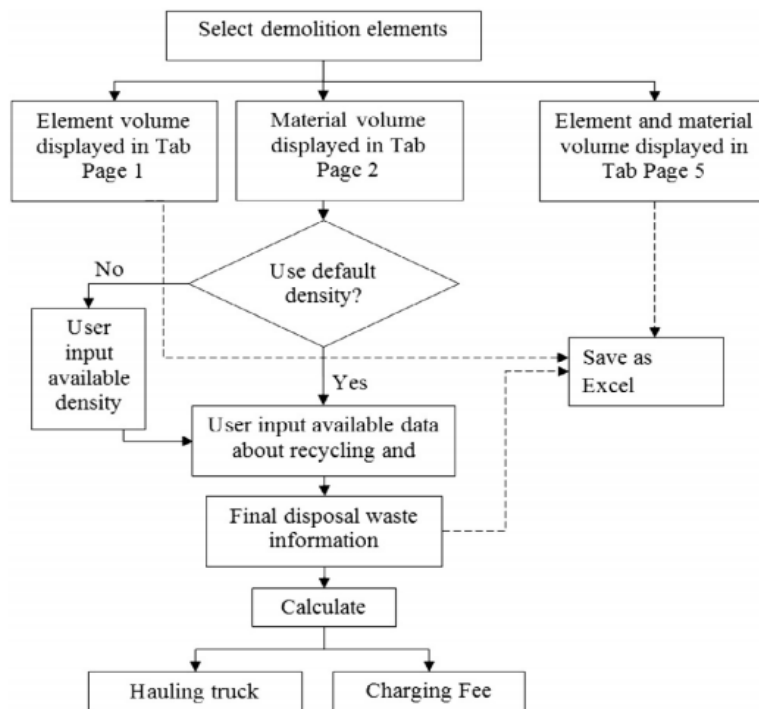 Select demolition elements
Element volume
displayed in Tab
Page 1
Material volume
displayed in Tab
Page 2
Element and material
volume displayed in
Tab Page 5
Use default
density?
No
User
input
available
density
Yes
Save as
Excel
User input available data
about recycling and
Final disposal waste
information
Calculate
Hauling truck
Charging Fee